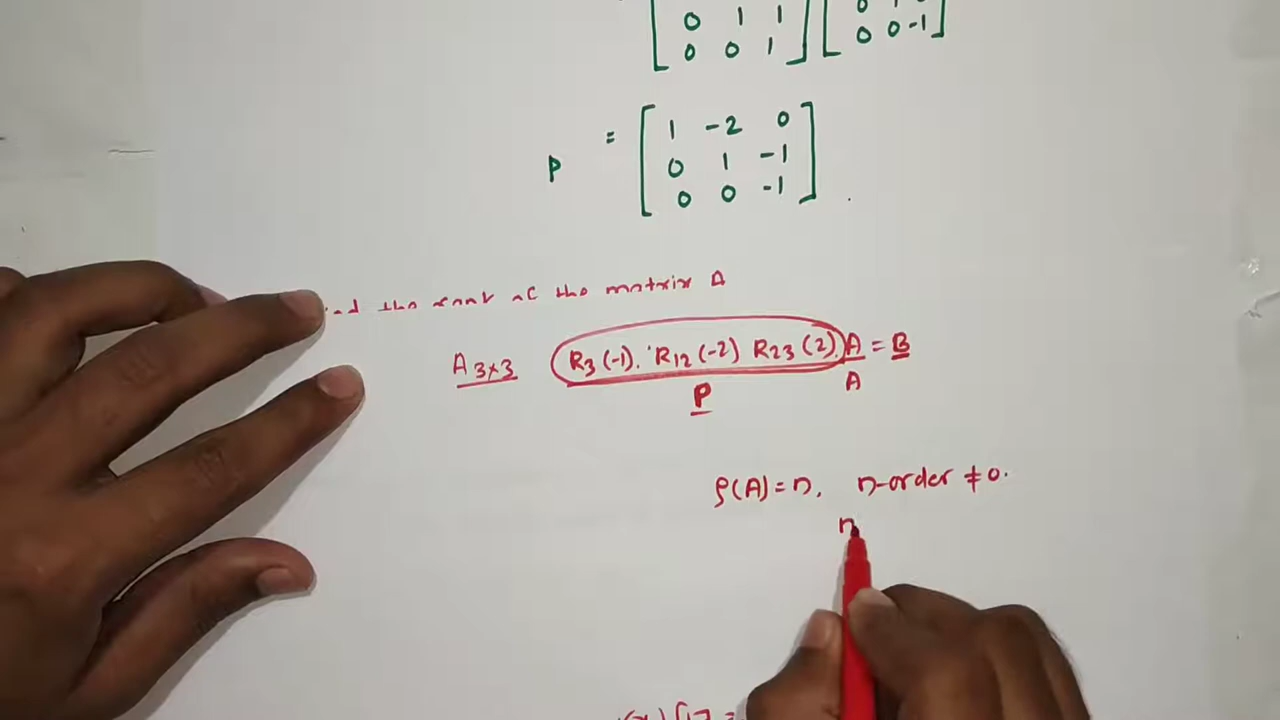 0 1 1
0 0 1
0 0 -1
P = [ 1 -2 0
0 1 -1
0 0 -1 ]
the rank of the matrix A
A 3×3 R3(-1). R12(-2) R23(2). A = B
P A
ρ(A)=n, n-order ≠0.
n